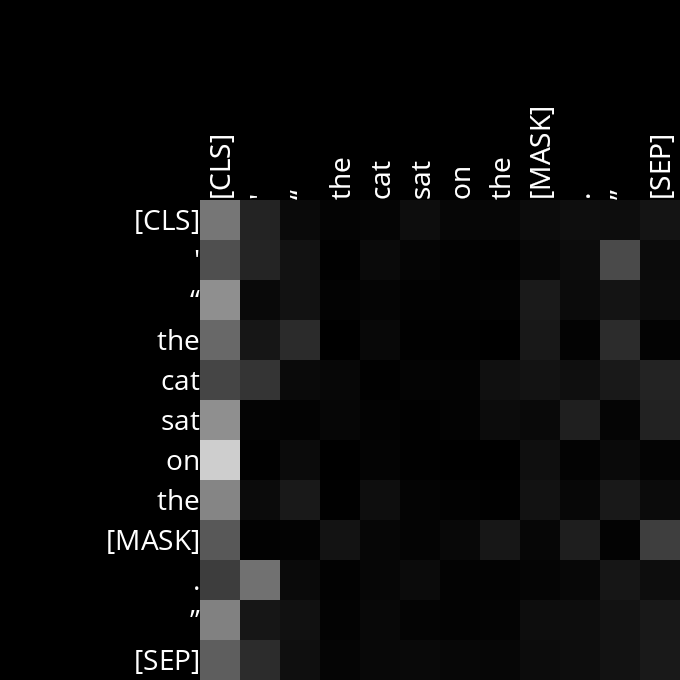 [CLS] ' “ the cat sat on the [MASK] . ” [SEP]
[CLS]
'
“
the
cat
sat
on
the
[MASK]
.
”
[SEP]